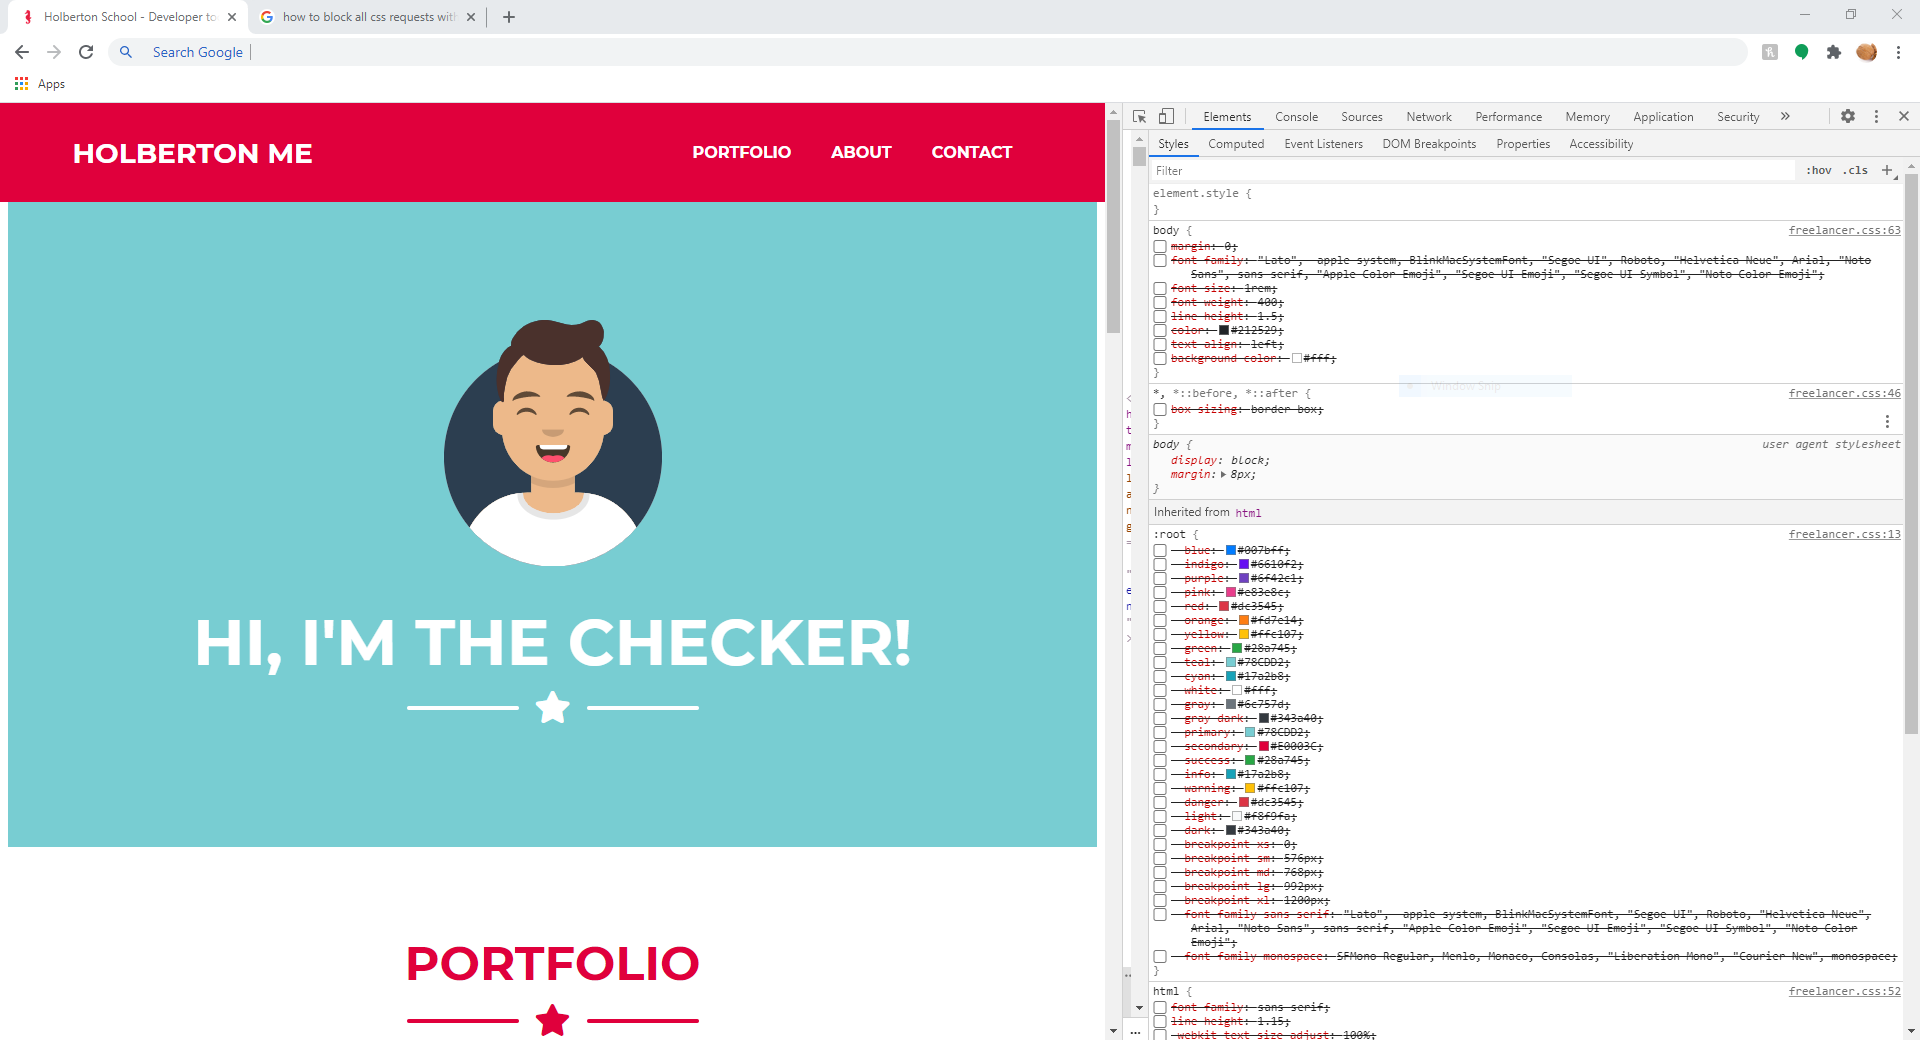 Holberton School - Developer to
how to block all css requests with
Search Google
Apps
HOLBERTON ME
PORTFOLIO
ABOUT
CONTACT
HI, I'M THE CHECKER!
PORTFOLIO
Elements
Console
Sources
Network
Performance
Memory
Application
Security
»
Styles
Computed
Event Listeners
DOM Breakpoints
Properties
Accessibility
Filter
:hov
.cls
element.style {
}
body {
freelancer.css:63
margin: 0;
font-family: "Lato", -apple-system, BlinkMacSystemFont, "Segoe UI", Roboto, "Helvetica Neue", Arial, "Noto
Sans", sans-serif, "Apple Color Emoji", "Segoe UI Emoji", "Segoe UI Symbol", "Noto Color Emoji";
font-size: 1rem;
font-weight: 400;
line-height: 1.5;
color: #212529;
text-align: left;
background-color: #fff;
}
Window Snip
*, *::before, *::after {
freelancer.css:46
box-sizing: border-box;
}
body {
user agent stylesheet
display: block;
margin: 8px;
}
Inherited from html
:root {
freelancer.css:13
--blue: #007bff;
--indigo: #6610f2;
--purple: #6f42c1;
--pink: #e83e8c;
--red: #dc3545;
--orange: #fd7e14;
--yellow: #ffc107;
--green: #28a745;
--teal: #78CDD2;
--cyan: #17a2b8;
--white: #fff;
--gray: #6c757d;
--gray-dark: #343a40;
--primary: #78CDD2;
--secondary: #E0003C;
--success: #28a745;
--info: #17a2b8;
--warning: #ffc107;
--danger: #dc3545;
--light: #f8f9fa;
--dark: #343a40;
--breakpoint-xs: 0;
--breakpoint-sm: 576px;
--breakpoint-md: 768px;
--breakpoint-lg: 992px;
--breakpoint-xl: 1200px;
--font-family-sans-serif: "Lato", -apple-system, BlinkMacSystemFont, "Segoe UI", Roboto, "Helvetica Neue",
Arial, "Noto Sans", sans-serif, "Apple Color Emoji", "Segoe UI Emoji", "Segoe UI Symbol", "Noto Color
Emoji";
--font-family-monospace: SFMono-Regular, Menlo, Monaco, Consolas, "Liberation Mono", "Courier New", monospace;
}
html {
freelancer.css:52
font-family: sans-serif;
line-height: 1.15;
-webkit-text-size-adjust: 100%;